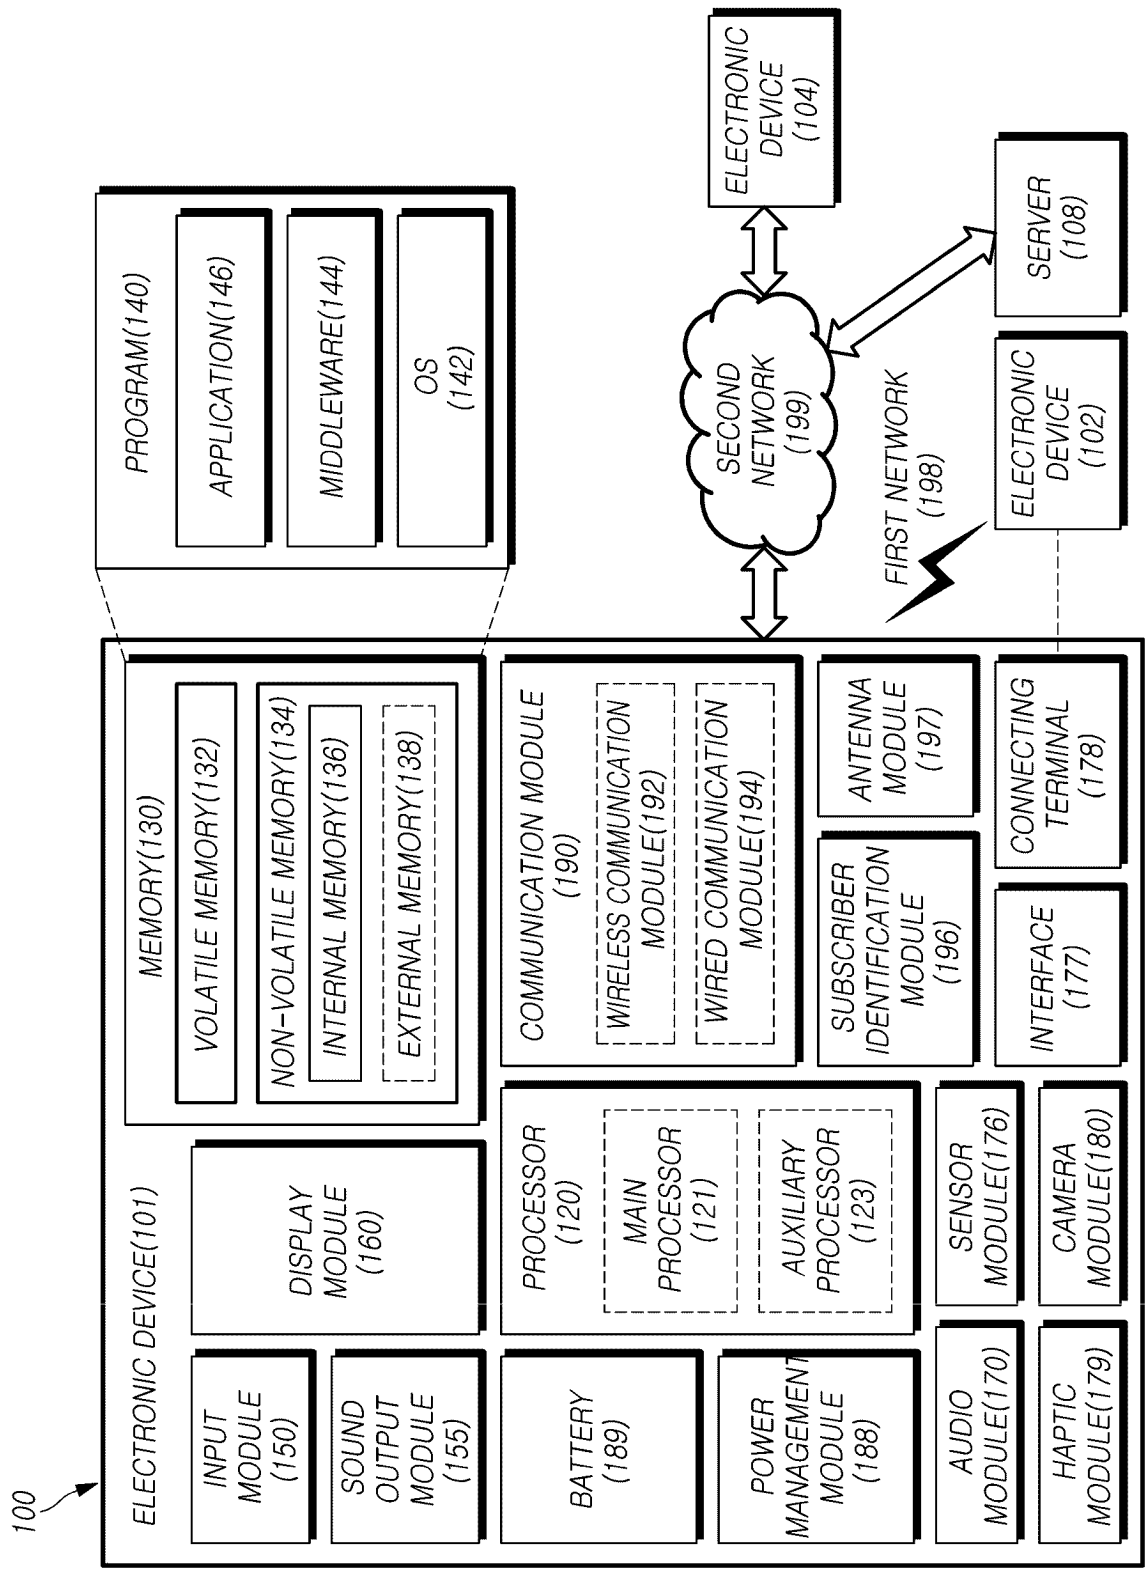 100
ELECTRONIC DEVICE(101)
INPUT
MODULE
(150)
SOUND
OUTPUT
MODULE
(155)
DISPLAY
MODULE
(160)
MEMORY(130)
VOLATILE MEMORY(132)
NON-VOLATILE MEMORY(134)
INTERNAL MEMORY(136)
EXTERNAL MEMORY(138)
PROGRAM(140)
APPLICATION(146)
MIDDLEWARE(144)
OS
(142)
BATTERY
(189)
POWER
MANAGEMENT
MODULE
(188)
PROCESSOR
(120)
MAIN
PROCESSOR
(121)
AUXILIARY
PROCESSOR
(123)
COMMUNICATION MODULE
(190)
WIRELESS COMMUNICATION
MODULE(192)
WIRED COMMUNICATION
MODULE(194)
SUBSCRIBER
IDENTIFICATION
MODULE
(196)
ANTENNA
MODULE
(197)
AUDIO
MODULE(170)
SENSOR
MODULE(176)
HAPTIC
MODULE(179)
CAMERA
MODULE(180)
INTERFACE
(177)
CONNECTING
TERMINAL
(178)
SECOND
NETWORK
(199)
FIRST NETWORK
(198)
ELECTRONIC
DEVICE
(104)
ELECTRONIC
DEVICE
(102)
SERVER
(108)